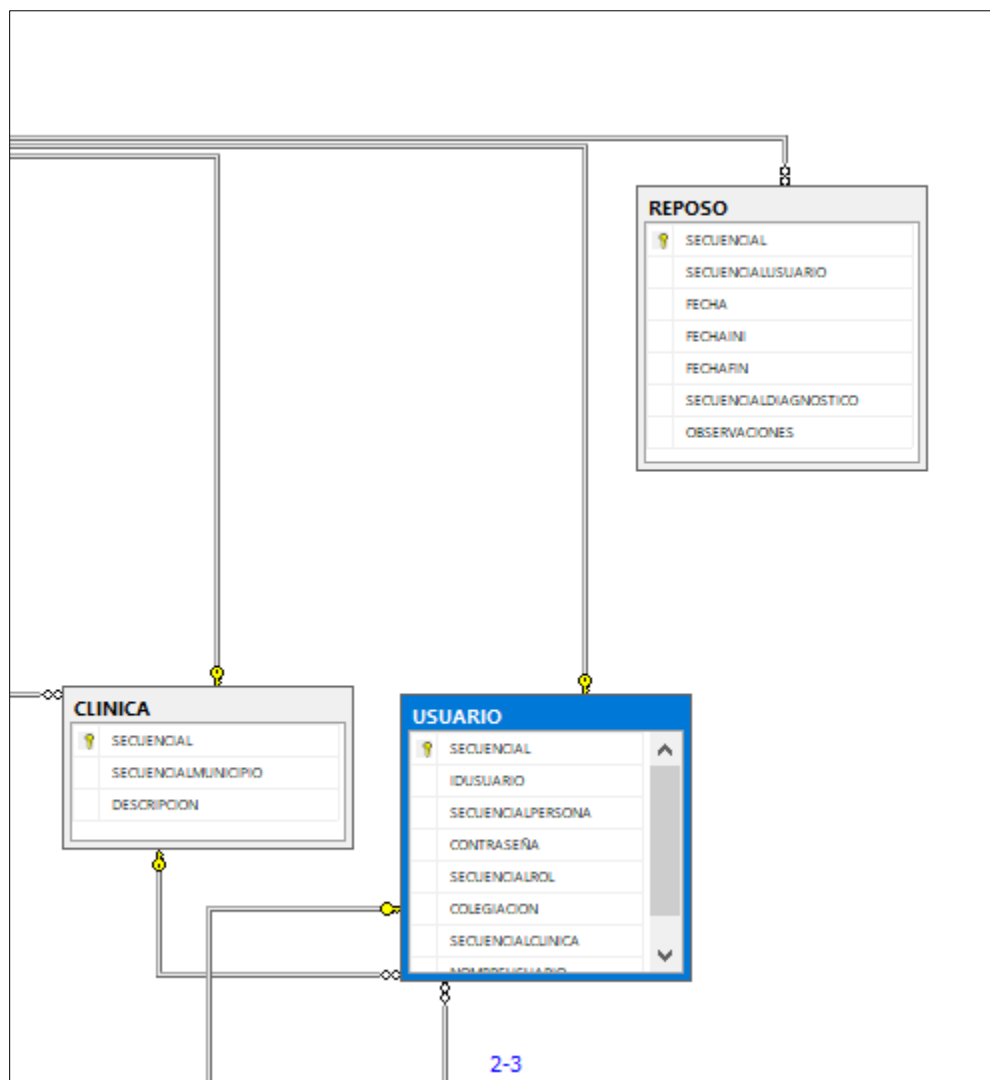 REPOSO
SECUENCIAL
SECUENCIALUSUARIO
FECHA
FECHAINI
FECHAFIN
SECUENCIALDIAGNOSTICO
OBSERVACIONES
CLINICA
SECUENCIAL
SECUENCIALMUNICIPIO
DESCRIPCION
USUARIO
SECUENCIAL
IDUSUARIO
SECUENCIALPERSONA
CONTRASEÑA
SECUENCIALROL
COLEGIACION
SECUENCIALCLINICA
NOMBREUSUARIO
2-3